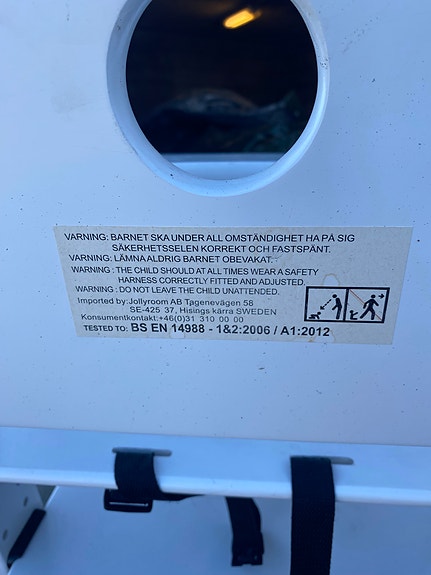 VARNING: BARNET SKA UNDER ALL OMSTÄNDIGHET HA PÅ SIG
SÄKERHETSSELEN KORREKT OCH FASTSPÄNT.
VARNING: LÄMNA ALDRIG BARNET OBEVAKAT.
WARNING : THE CHILD SHOULD AT ALL TIMES WEAR A SAFETY
HARNESS CORRECTLY FITTED AND ADJUSTED.
WARNING : DO NOT LEAVE THE CHILD UNATTENDED.
Imported by:Jollyroom AB Tagenevägen 58
SE-425 37, Hisings kärra SWEDEN
Konsumentkontakt:+46(0)31 310 00 00
TESTED TO: BS EN 14988 - 1&2:2006 / A1:2012